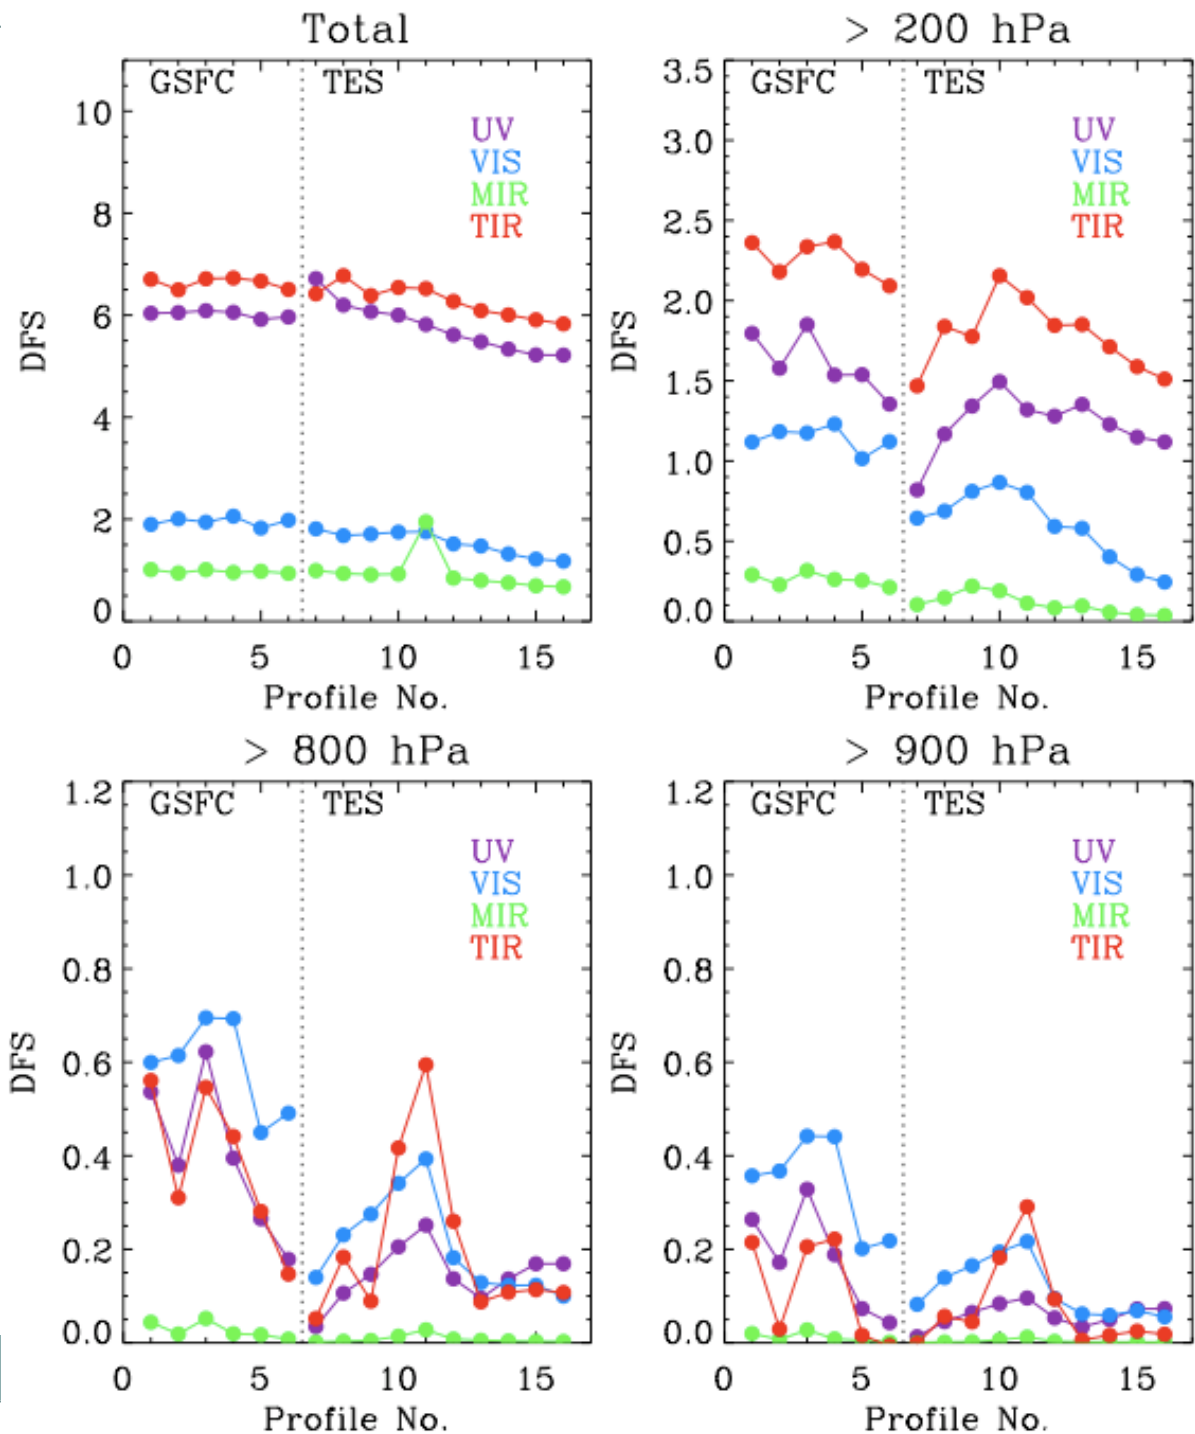 Total
GSFC TES
UV
VIS
MIR
TIR
10
8
6
4
2
0
DFS
0 5 10 15
Profile No.
> 200 hPa
GSFC TES
UV
VIS
MIR
TIR
3.5
3.0
2.5
2.0
1.5
1.0
0.5
0.0
DFS
0 5 10 15
Profile No.
> 800 hPa
GSFC TES
UV
VIS
MIR
TIR
1.2
1.0
0.8
0.6
0.4
0.2
0.0
DFS
0 5 10 15
Profile No.
> 900 hPa
GSFC TES
UV
VIS
MIR
TIR
1.2
1.0
0.8
0.6
0.4
0.2
0.0
DFS
0 5 10 15
Profile No.